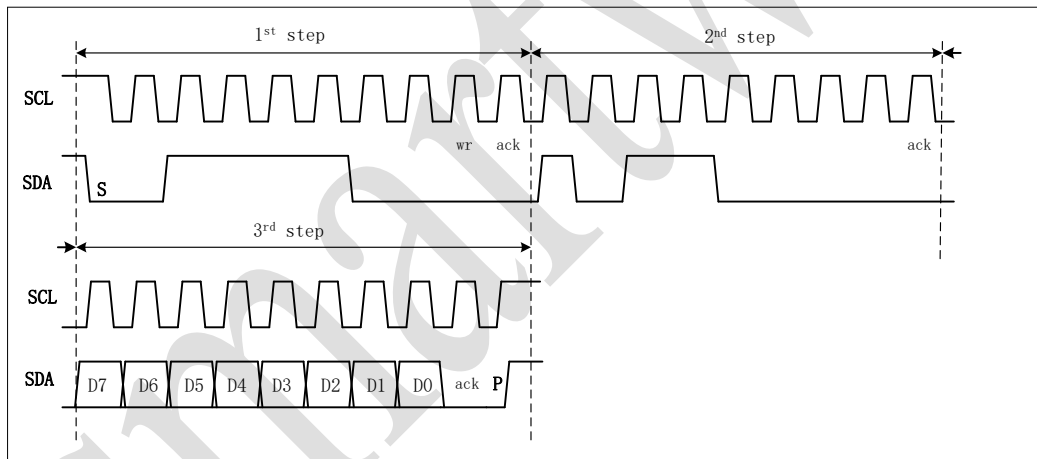 1st step 2nd step
SCL
wr ack ack
SDA S
3rd step
SCL
SDA D7 D6 D5 D4 D3 D2 D1 D0 ack P